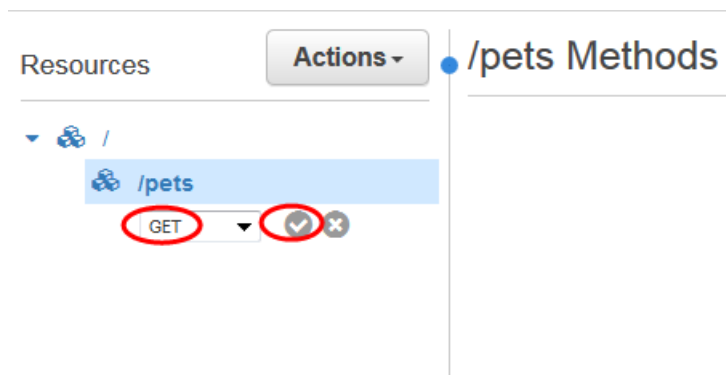 Resources
Actions
/pets Methods
/
/pets
GET